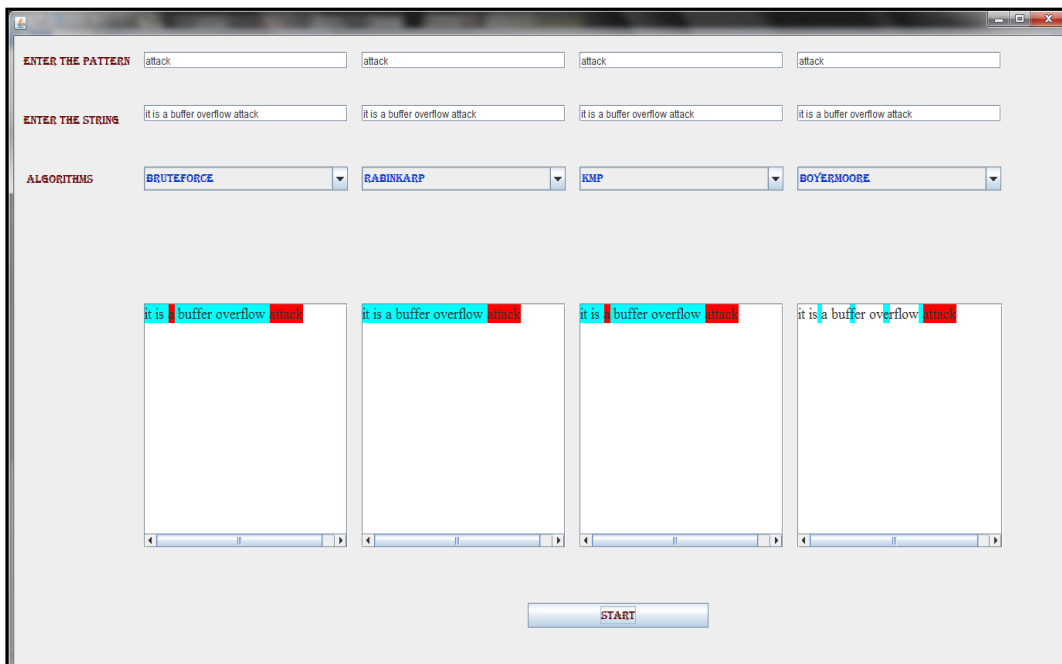 ENTER THE PATTERN attack attack attack attack
ENTER THE STRING it is a buffer overflow attack it is a buffer overflow attack it is a buffer overflow attack it is a buffer overflow attack
ALGORITHMS BRUTEFORCE RABINKARP KMP BOYERMOORE
it is a buffer overflow attack it is a buffer overflow attack it is a buffer overflow attack it is a buffer overflow attack
START